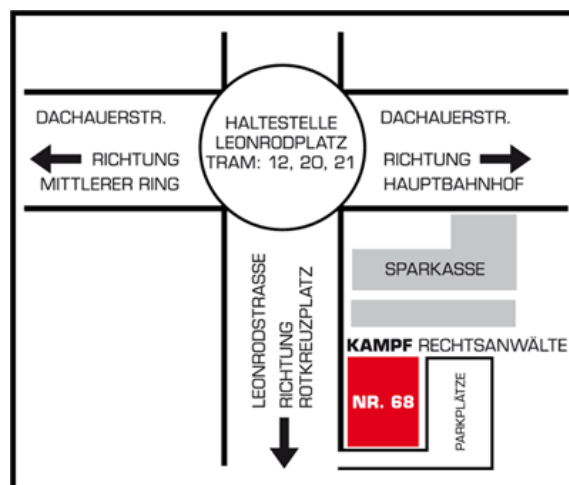 DACHAUERSTR.
RICHTUNG
MITTLERER RING
HALTESTELLE
LEONRODPLATZ
TRAM: 12, 20, 21
DACHAUERSTR.
RICHTUNG
HAUPTBAHNHOF
SPARKASSE
LEONRODSTRASSE
RICHTUNG
ROTKREUZPLATZ
KAMPF RECHTSANWÄLTE
NR. 68
PARKPLÄTZE